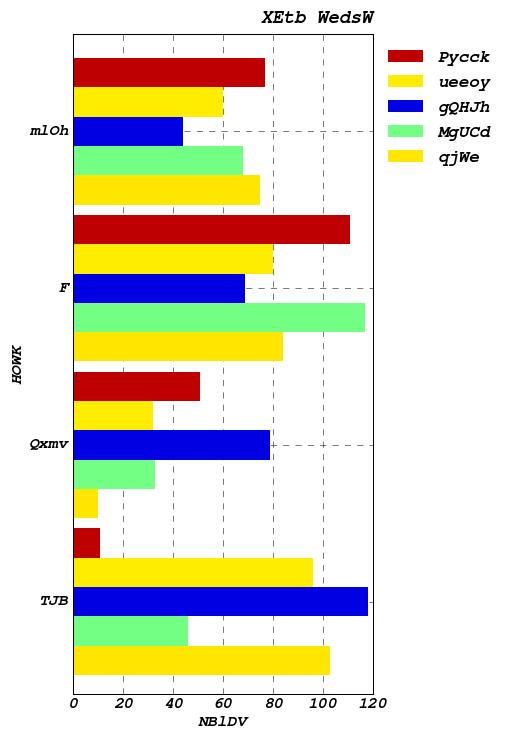 XEtb WedsW
Pycck
ueeoy
gQHJh
MgUCd
qjWe
mlOh
F
Qxmv
TJB
HOWK
0 20 40 60 80 100 120
NBlDV